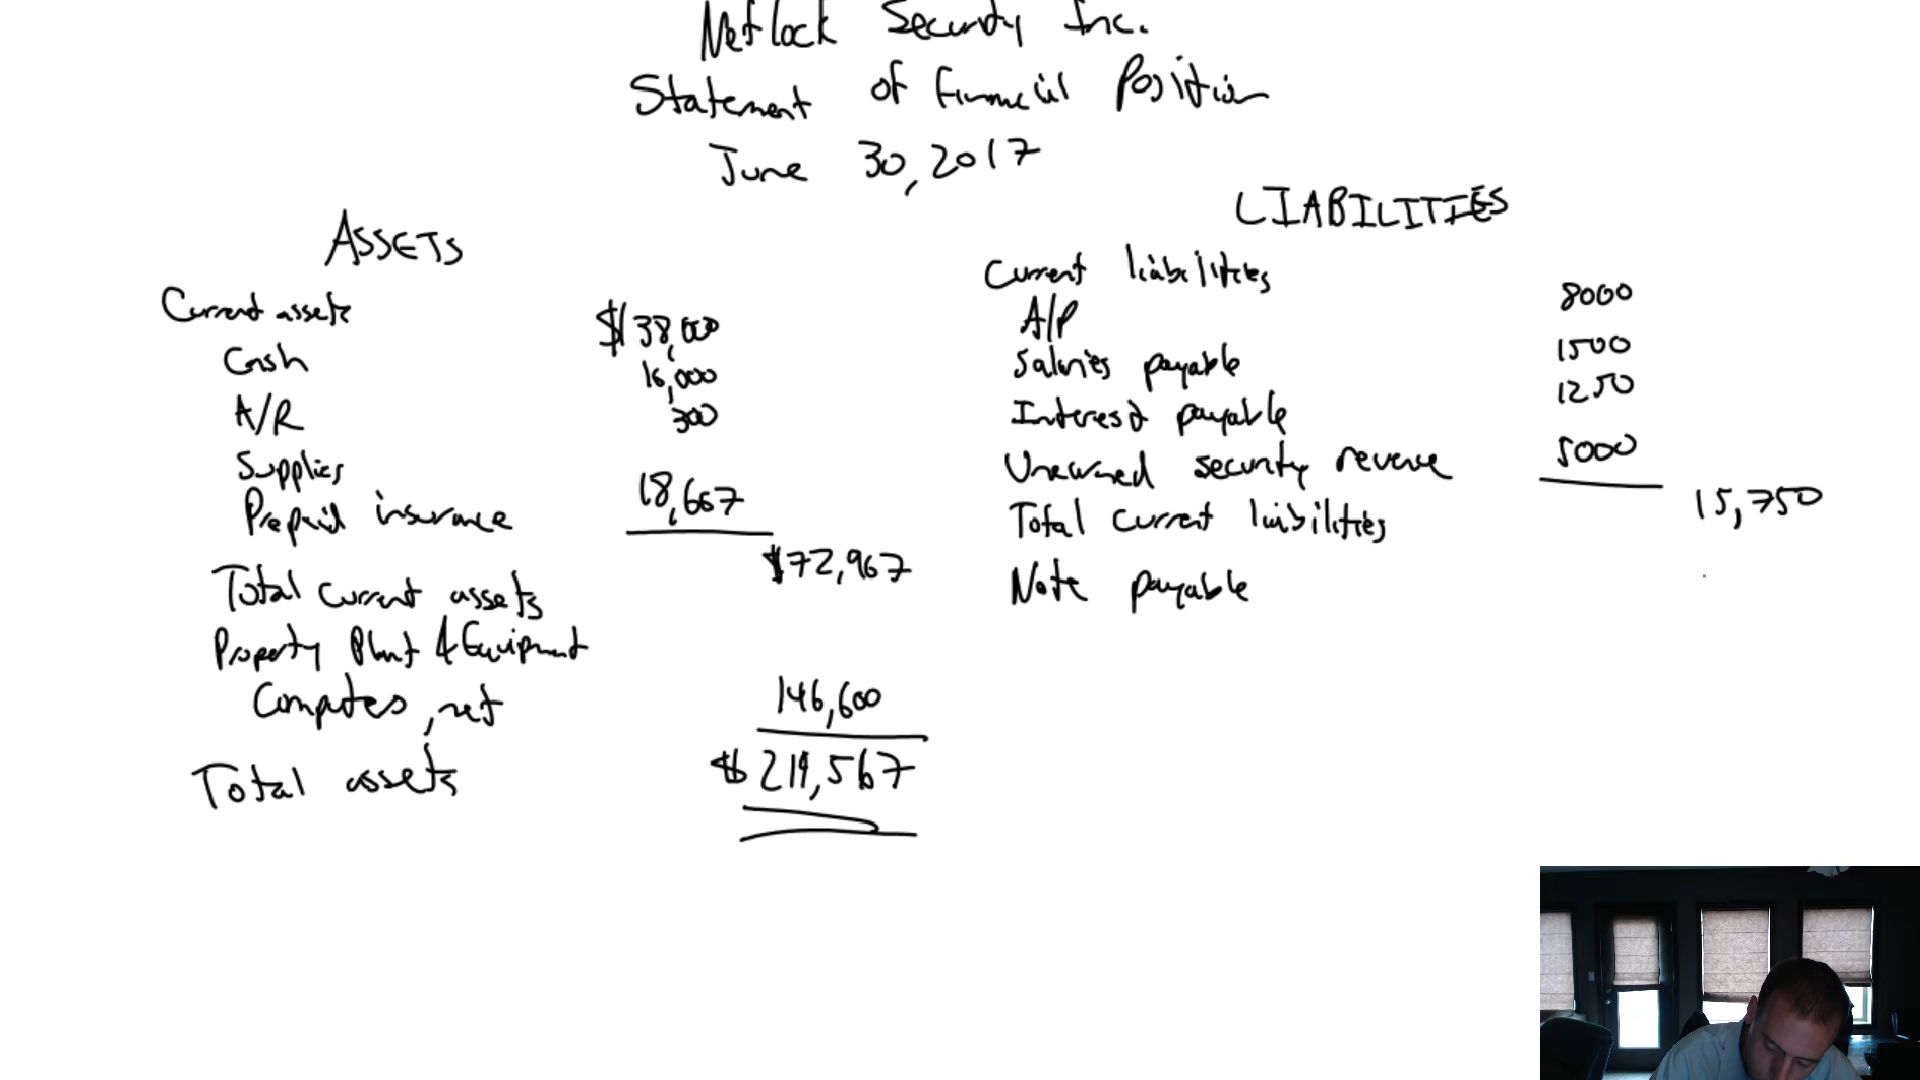 Netlock Security Inc.
Statement of Financial Position
June 30, 2017
ASSETS
Current assets
Cash $38,000
A/R 16,000
Supplies 300
Prepaid insurance 18,667
Total current assets $72,967
Property Plant & Equipment
Computers, net 146,600
Total assets $219,567
LIABILITIES
Current liabilities
A/P 8000
Salaries payable 1500
Interest payable 1250
Unearned security revenue 5000
Total current liabilities 15,750
Note payable